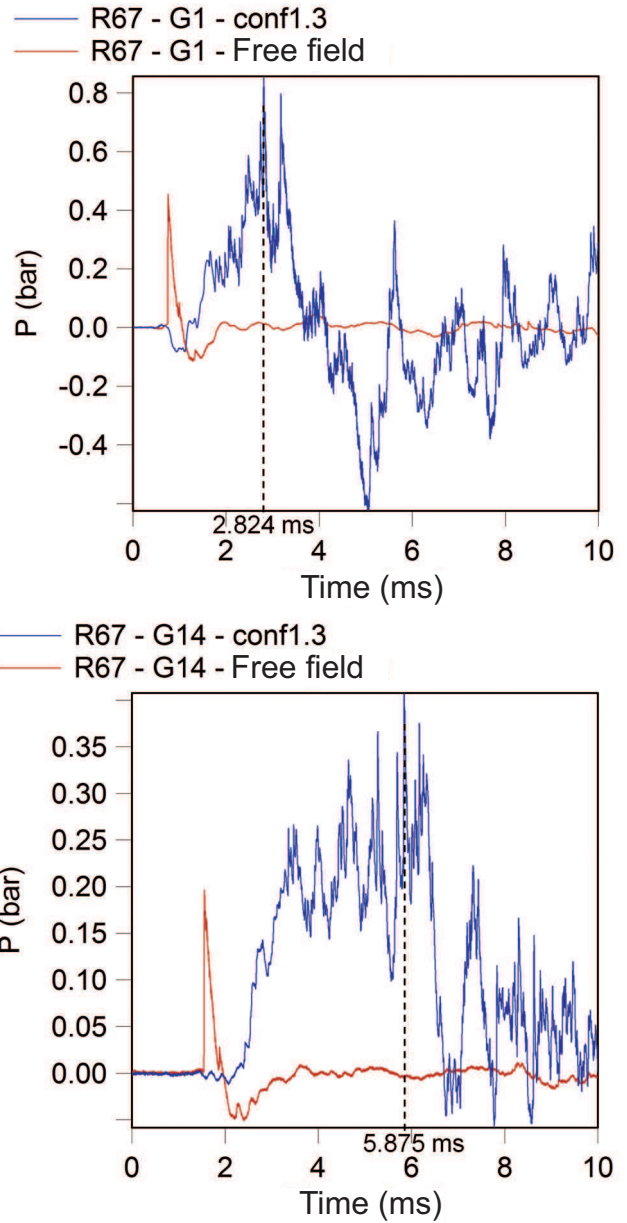 R67 - G1 - conf1.3
R67 - G1 - Free field
0.8
0.6
0.4
0.2
0.0
-0.2
-0.4
P (bar)
2.824 ms
0 2 4 6 8 10
Time (ms)
R67 - G14 - conf1.3
R67 - G14 - Free field
0.35
0.30
0.25
0.20
0.15
0.10
0.05
0.00
P (bar)
5.875 ms
0 2 4 6 8 10
Time (ms)